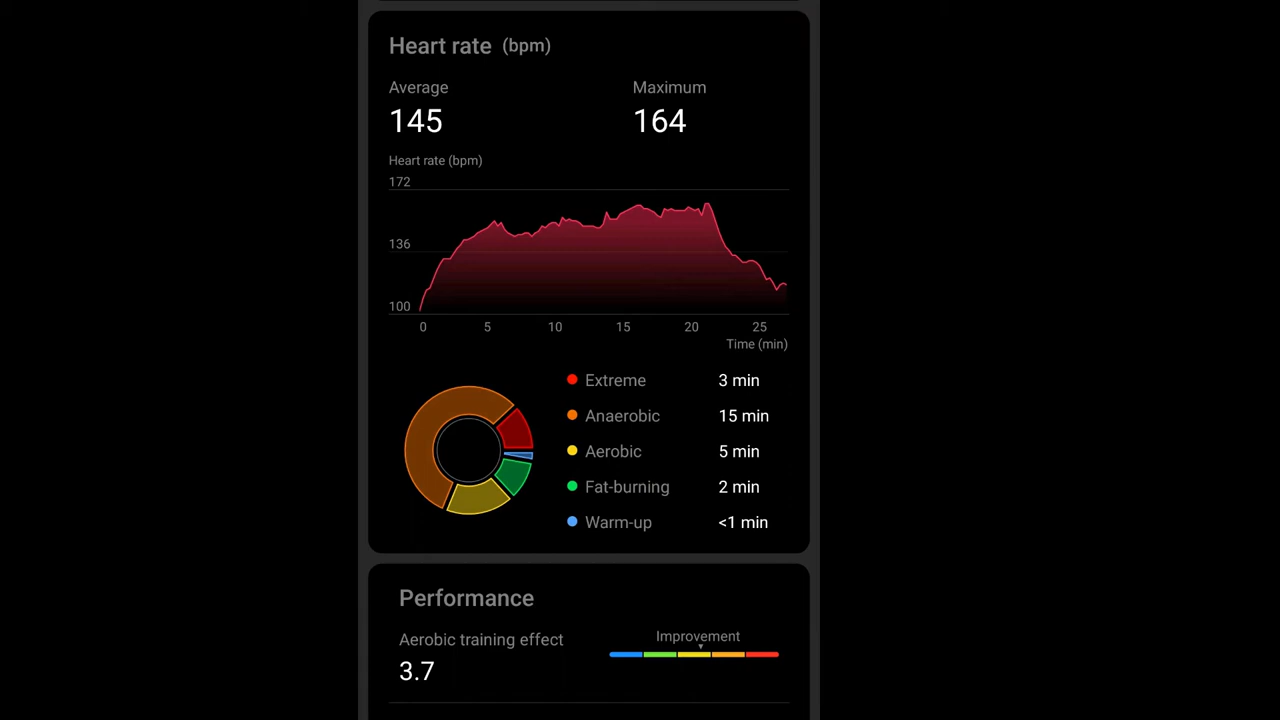 Heart rate (bpm)
Average Maximum
145 164
Heart rate (bpm)
172
136
100
0 5 10 15 20 25
Time (min)
Extreme 3 min
Anaerobic 15 min
Aerobic 5 min
Fat-burning 2 min
Warm-up <1 min
Performance
Aerobic training effect Improvement
3.7